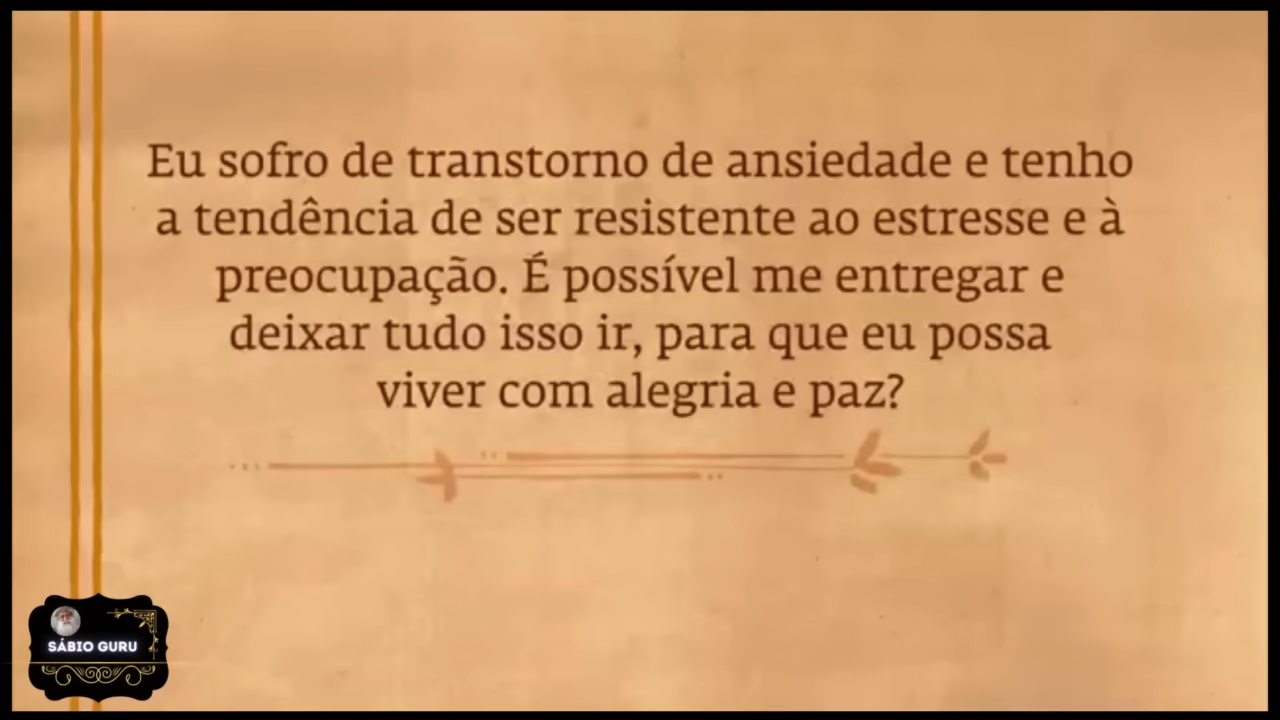 Eu sofro de transtorno de ansiedade e tenho
a tendência de ser resistente ao estresse e à
preocupação. É possível me entregar e
deixar tudo isso ir, para que eu possa
viver com alegria e paz?
SÁBIO GURU